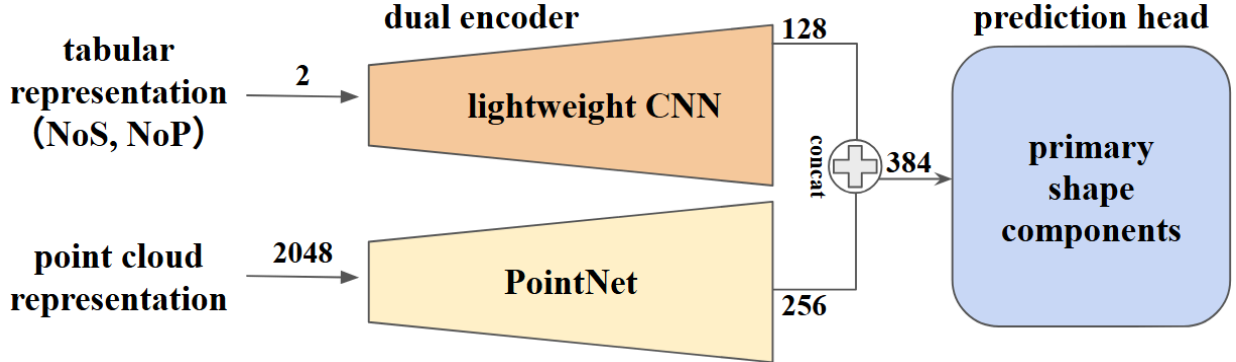 dual encoder
prediction head
tabular
representation
（NoS, NoP）
2
lightweight CNN
128
concat
384
primary
shape
components
point cloud
representation
2048
PointNet
256